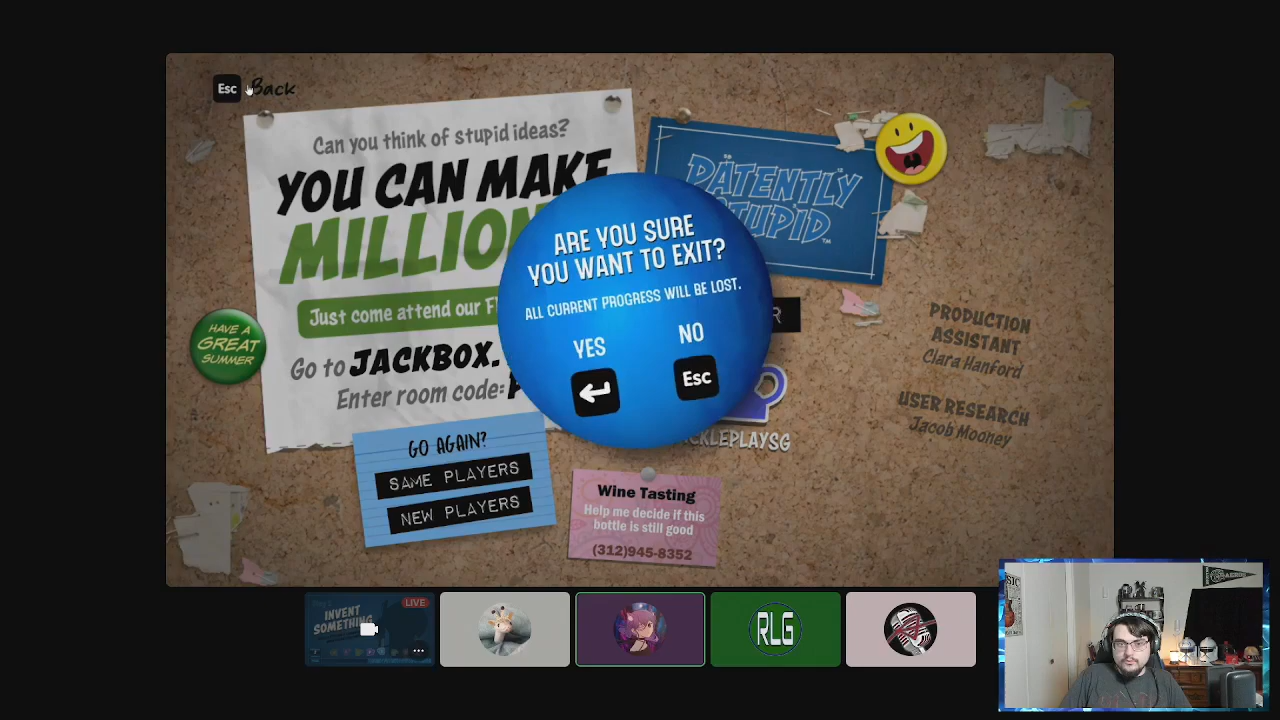 Esc Back
Can you think of stupid ideas?
YOU CAN MAKE
MILLION
Just come attend our
Go to JACKBOX.
Enter room code:
PATENTLY
STUPID
HAVE A
GREAT
SUMMER
ARE YOU SURE
YOU WANT TO EXIT?
ALL CURRENT PROGRESS WILL BE LOST.
YES
NO
Esc
PRODUCTION
ASSISTANT
Clara Hanford
USER RESEARCH
Jacob Mooney
GO AGAIN?
SAME PLAYERS
NEW PLAYERS
Wine Tasting
Help me decide if this
bottle is still good
(312)945-8352
LIVE
INVENT
SOMETHING
RLG